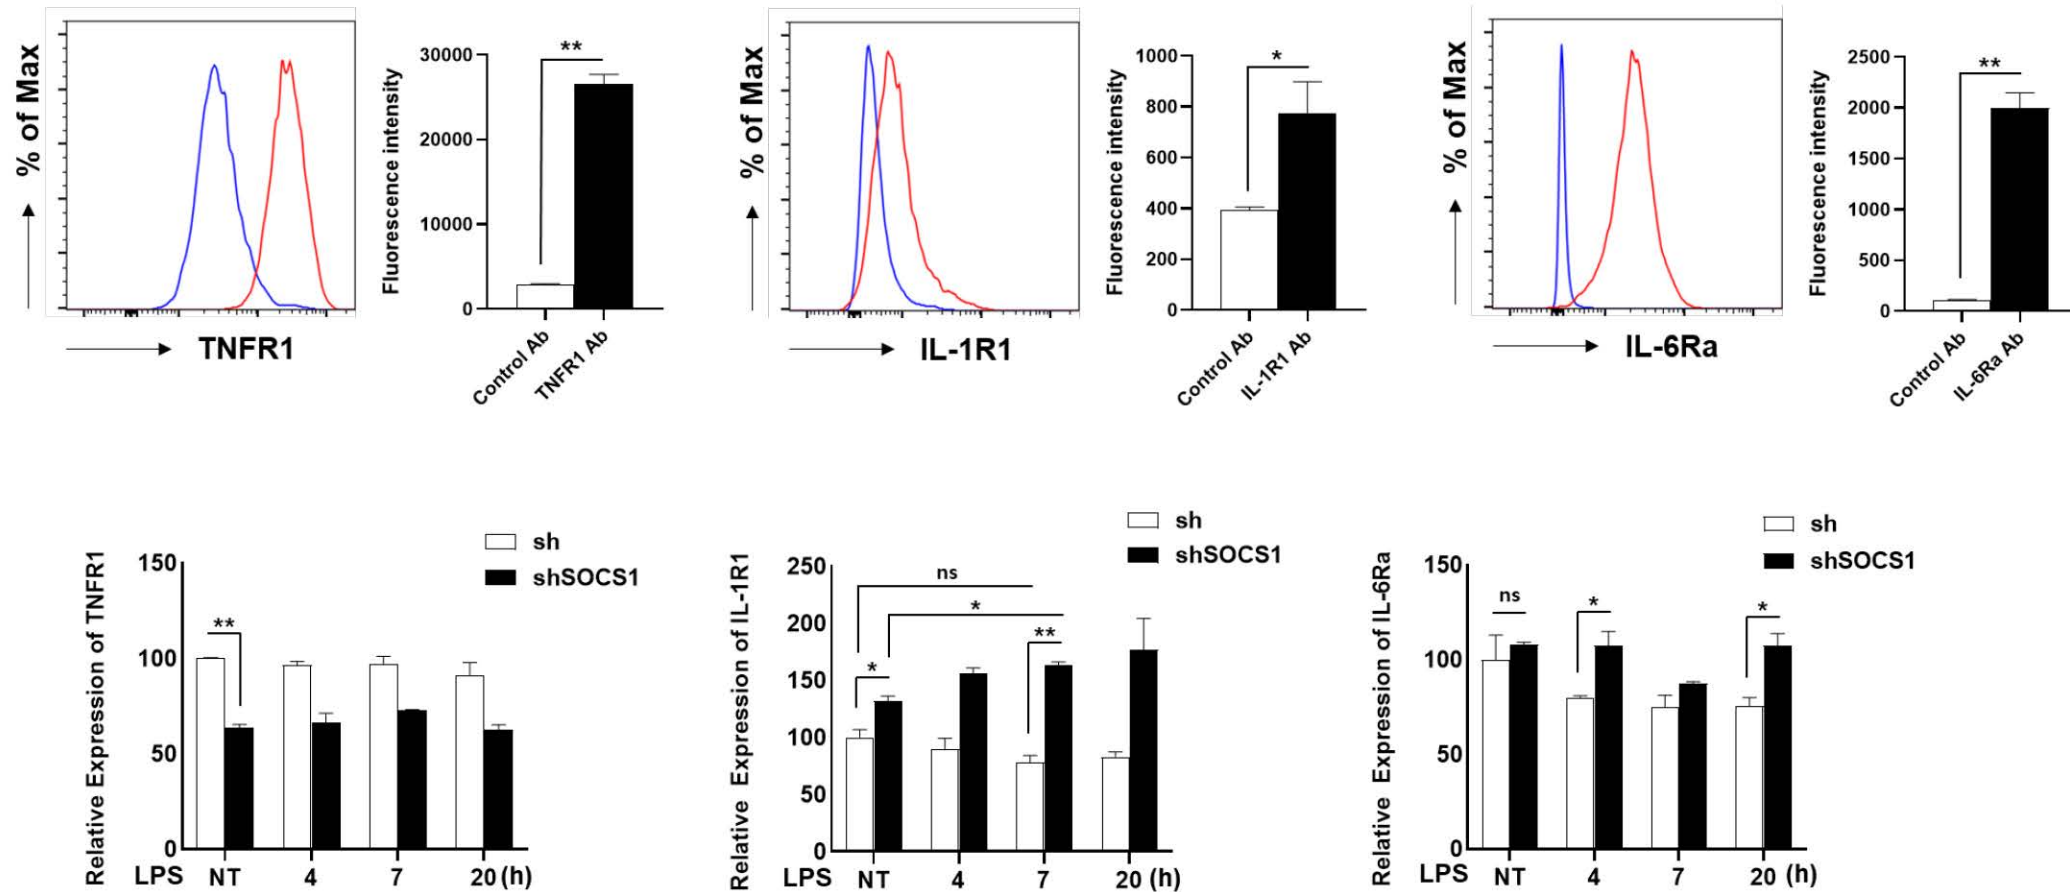 % of Max
TNFR1
Fluorescence intensity
30000
20000
10000
0
**
Control Ab
TNFR1 Ab
% of Max
IL-1R1
Fluorescence intensity
1000
800
600
400
200
0
*
Control Ab
IL-1R1 Ab
% of Max
IL-6Ra
Fluorescence intensity
2500
2000
1500
1000
500
0
**
Control Ab
IL-6Ra Ab
Relative Expression of TNFR1
150
100
50
0
**
sh
shSOCS1
LPS NT 4 7 20 (h)
Relative Expression of IL-1R1
250
200
150
100
50
0
ns
*
**
*
sh
shSOCS1
LPS NT 4 7 20 (h)
Relative Expression of IL-6Ra
150
100
50
0
ns
*
*
sh
shSOCS1
LPS NT 4 7 20 (h)